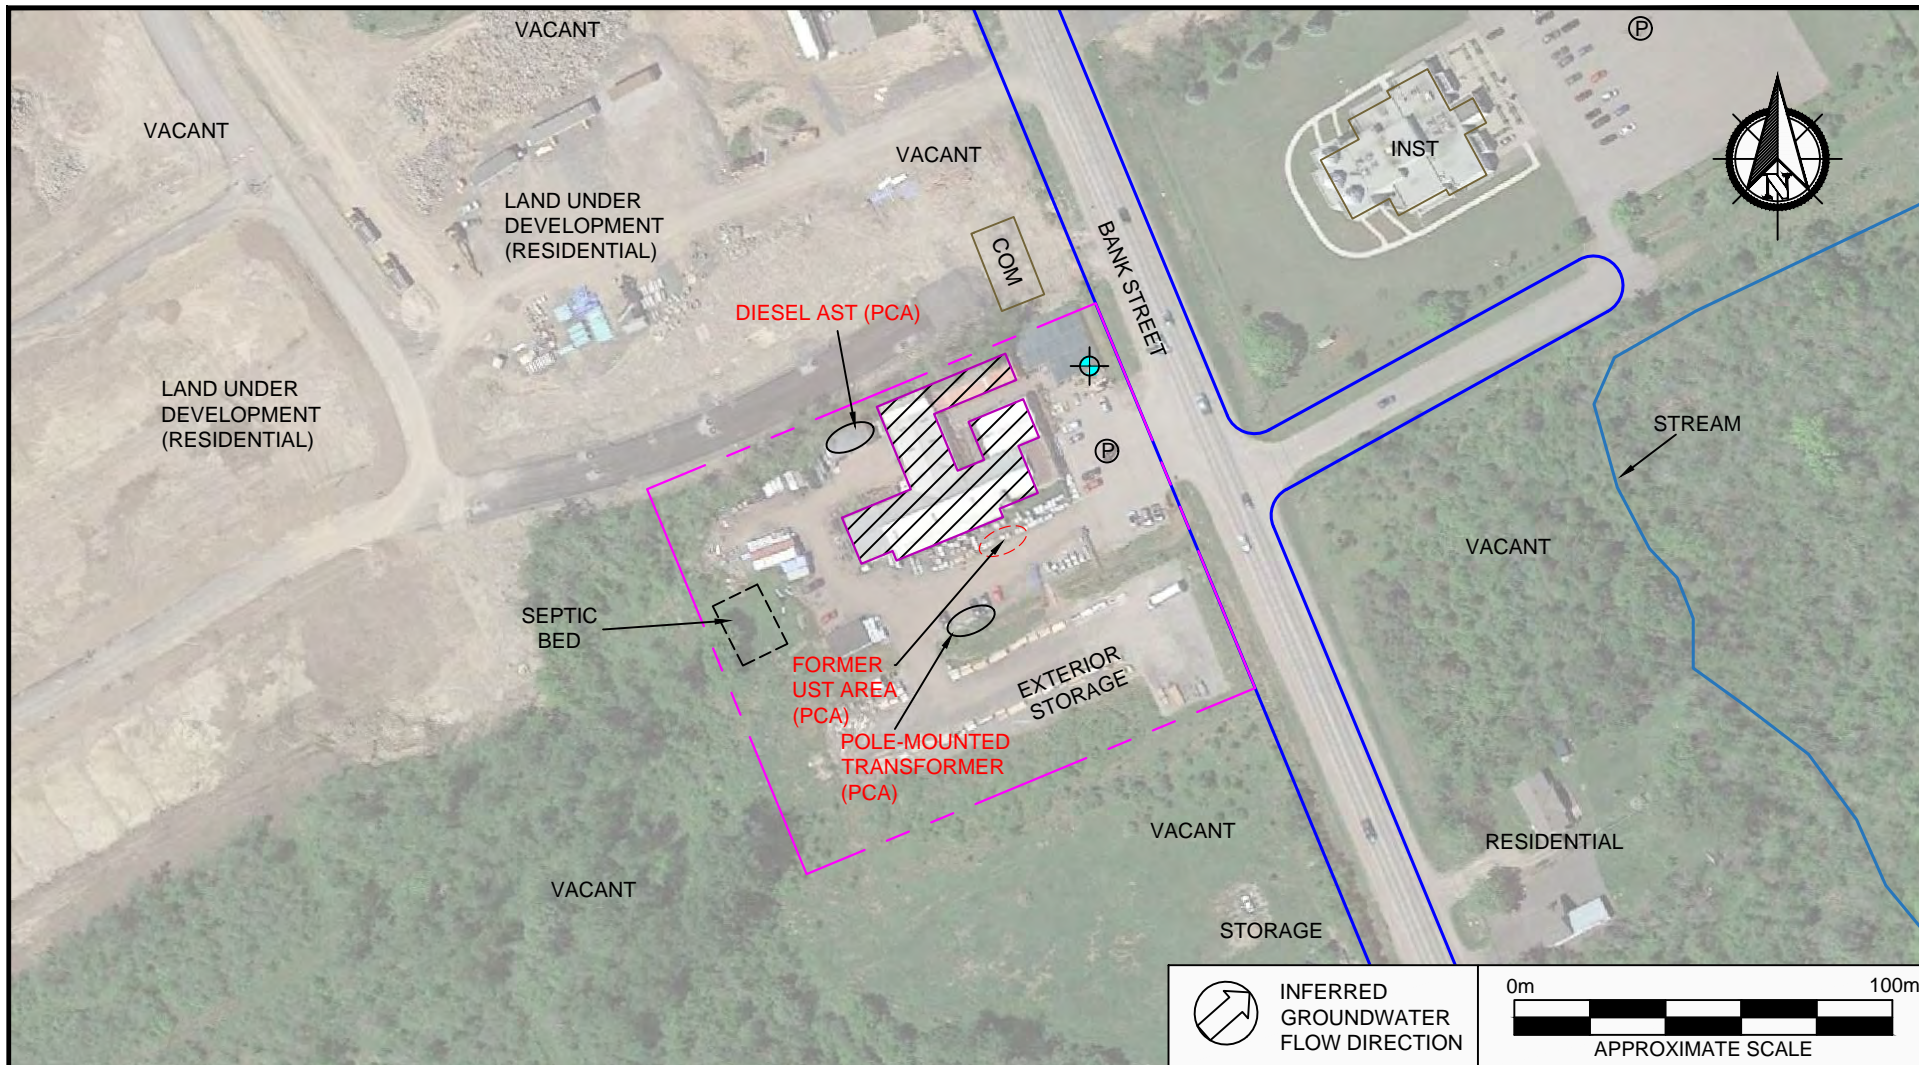 VACANT
P
VACANT
INST
VACANT
N
LAND UNDER
DEVELOPMENT
(RESIDENTIAL)
COM
BANK STREET
DIESEL AST (PCA)
LAND UNDER
DEVELOPMENT
(RESIDENTIAL)
STREAM
P
VACANT
SEPTIC
BED
FORMER
UST AREA
(PCA)
EXTERIOR
STORAGE
POLE-MOUNTED
TRANSFORMER
(PCA)
VACANT
RESIDENTIAL
VACANT
STORAGE
INFERRED
GROUNDWATER
FLOW DIRECTION
0m
100m
APPROXIMATE SCALE